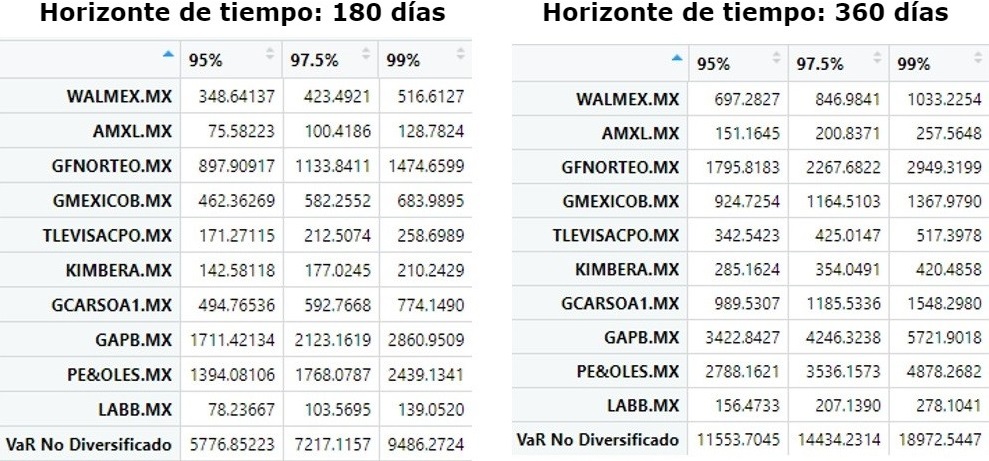 Horizonte de tiempo: 180 días
95% 97.5% 99%
WALMEX.MX 348.64137 423.4921 516.6127
AMXL.MX 75.58223 100.4186 128.7824
GFNORTEO.MX 897.90917 1133.8411 1474.6599
GMEXICOB.MX 462.36269 582.2552 683.9895
TLEVISACPO.MX 171.27115 212.5074 258.6989
KIMBERA.MX 142.58118 177.0245 210.2429
GCARSOA1.MX 494.76536 592.7668 774.1490
GAPB.MX 1711.42134 2123.1619 2860.9509
PE&OLES.MX 1394.08106 1768.0787 2439.1341
LABB.MX 78.23667 103.5695 139.0520
VaR No Diversificado 5776.85223 7217.1157 9486.2724
Horizonte de tiempo: 360 días
95% 97.5% 99%
WALMEX.MX 697.2827 846.9841 1033.2254
AMXL.MX 151.1645 200.8371 257.5648
GFNORTEO.MX 1795.8183 2267.6822 2949.3199
GMEXICOB.MX 924.7254 1164.5103 1367.9790
TLEVISACPO.MX 342.5423 425.0147 517.3978
KIMBERA.MX 285.1624 354.0491 420.4858
GCARSOA1.MX 989.5307 1185.5336 1548.2980
GAPB.MX 3422.8427 4246.3238 5721.9018
PE&OLES.MX 2788.1621 3536.1573 4878.2682
LABB.MX 156.4733 207.1390 278.1041
VaR No Diversificado 11553.7045 14434.2314 18972.5447